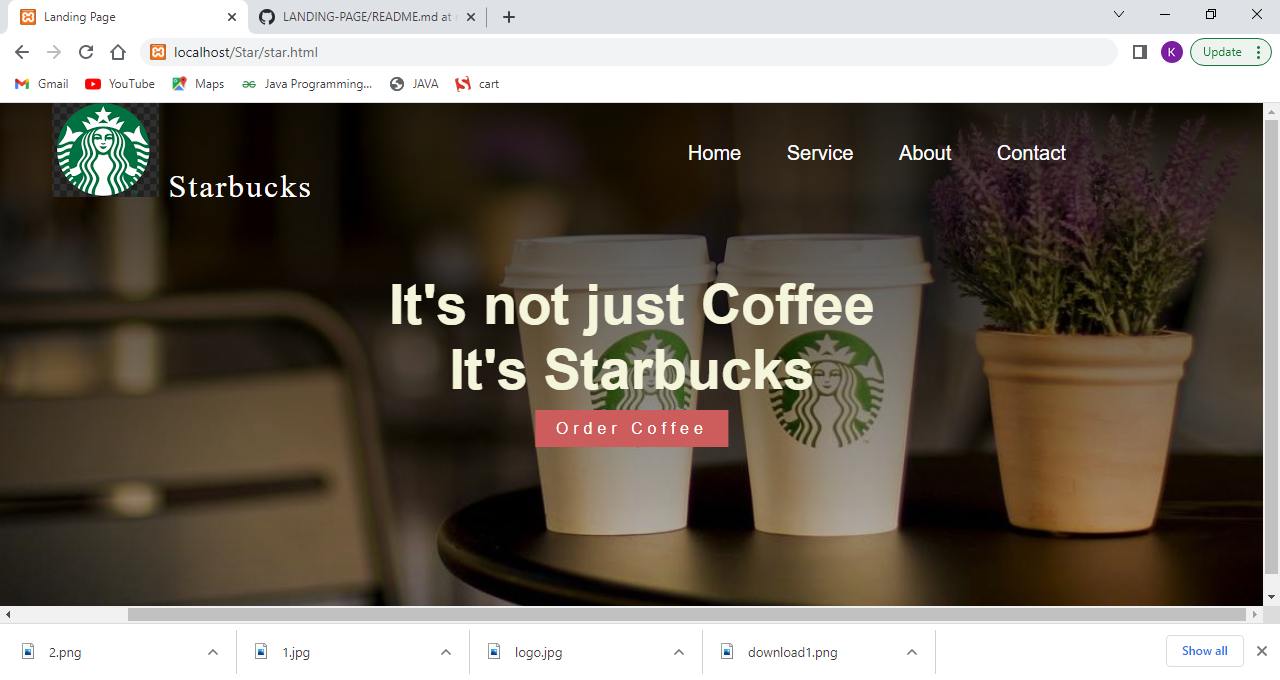 Landing Page
LANDING-PAGE/README.md at
localhost/Star/star.html
K
Update
Gmail
YouTube
Maps
Java Programming...
JAVA
cart
Starbucks
Home Service About Contact
It's not just Coffee
It's Starbucks
Order Coffee
2.png
1.jpg
logo.jpg
download1.png
Show all